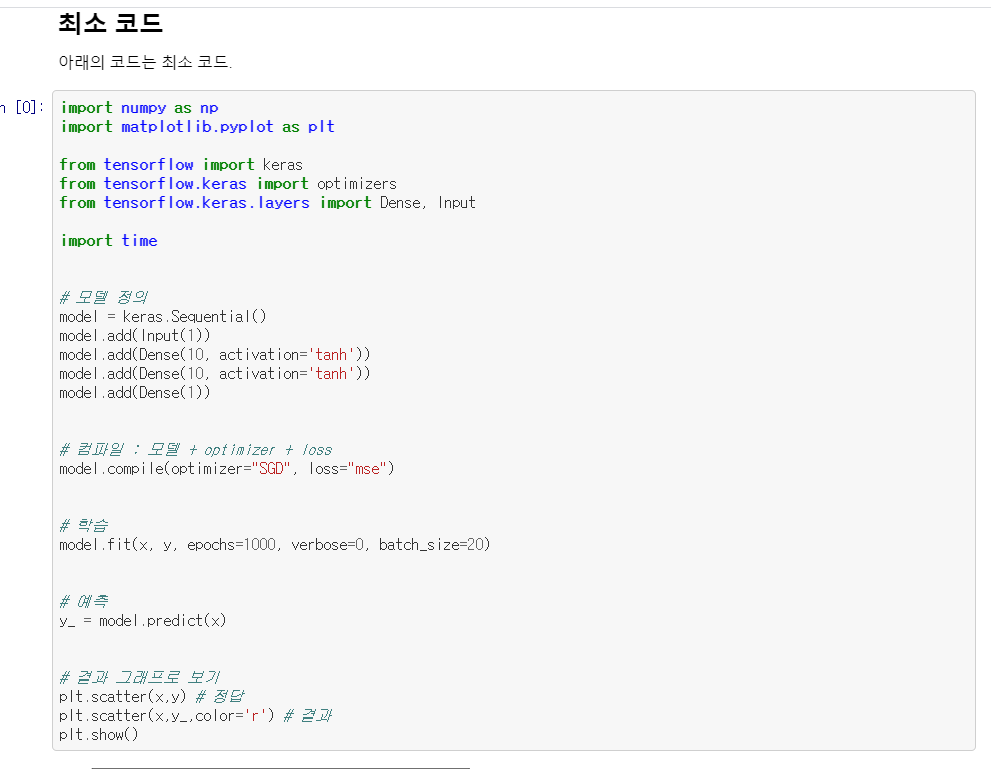 최소 코드
아래의 코드는 최소 코드.
n [0]:
import numpy as np
import matplotlib.pyplot as plt
from tensorflow import keras
from tensorflow.keras import optimizers
from tensorflow.keras.layers import Dense, Input
import time
# 모델 정의
model = keras.Sequential()
model.add(Input(1))
model.add(Dense(10, activation='tanh'))
model.add(Dense(10, activation='tanh'))
model.add(Dense(1))
# 컴파일 : 모델 + optimizer + loss
model.compile(optimizer="SGD", loss="mse")
# 학습
model.fit(x, y, epochs=1000, verbose=0, batch_size=20)
# 예측
y_ = model.predict(x)
# 결과 그래프로 보기
plt.scatter(x,y) # 정답
plt.scatter(x,y_,color='r') # 결과
plt.show()